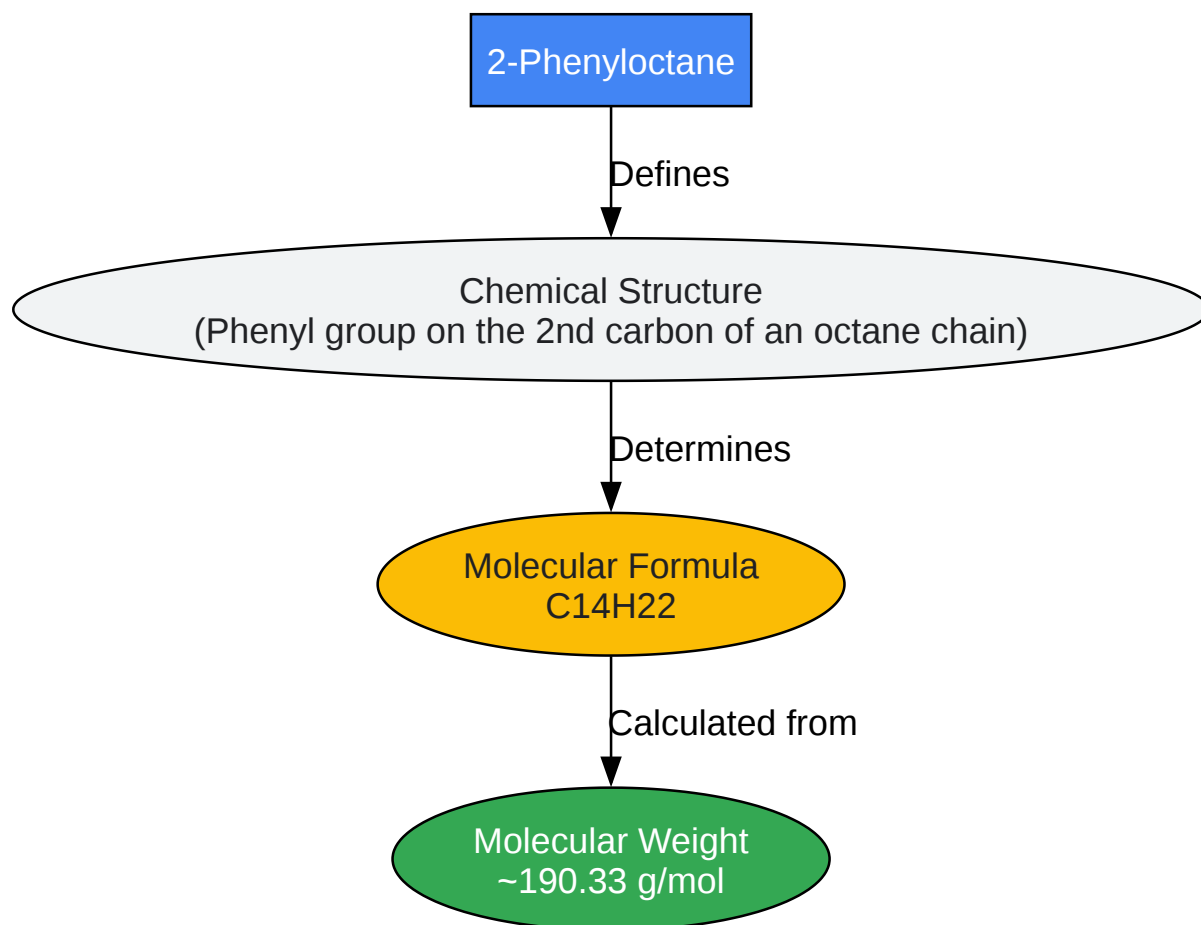 2-Phenyloctane
Defines
Chemical Structure
(Phenyl group on the 2nd carbon of an octane chain)
Determines
Molecular Formula
C14H22
Calculated from
Molecular Weight
~190.33 g/mol